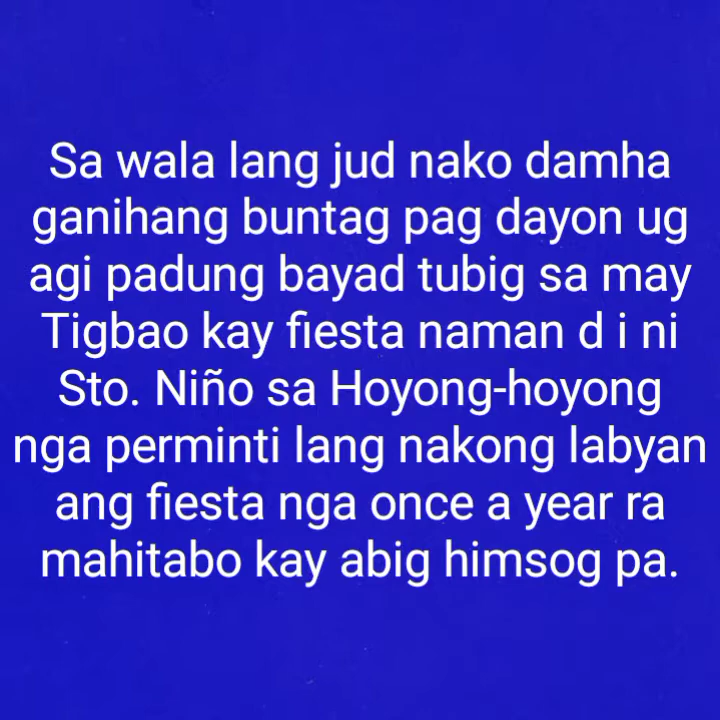 Sa wala lang jud nako damha
ganihang buntag pag dayon ug
agi padung bayad tubig sa may
Tigbao kay fiesta naman d i ni
Sto. Niño sa Hoyong-hoyong
nga perminti lang nakong labyan
ang fiesta nga once a year ra
mahitabo kay abig himsog pa.